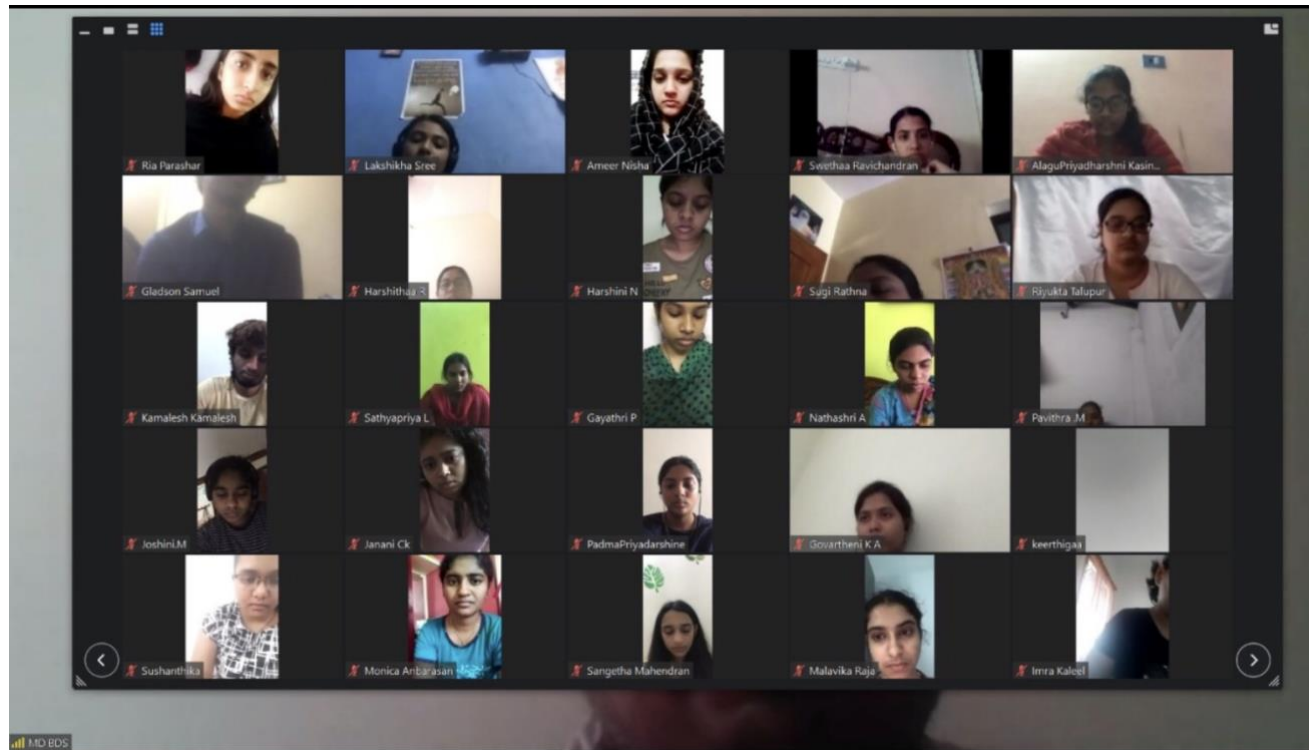 Ria Parashar
Lakshikha Sree
Ameer Nisha
Swethaa Ravichandran
AlaguPriyadharshni Kasin...
Gladson Samuel
Harshithaa R
Harshini N
Sugi Rathna
Riyukta Talupur
Kamalesh Kamalesh
Sathyapriya L
Gayathri P
Nathashri A
Pavithra .M
Joshini.M
Janani Ck
PadmaPriyadarshine
Govartheni K A
keerthigaa
Sushanthika
Monica Anbarasan
Sangetha Mahendran
Malavika Raja
Imra Kaleel
MD BDS